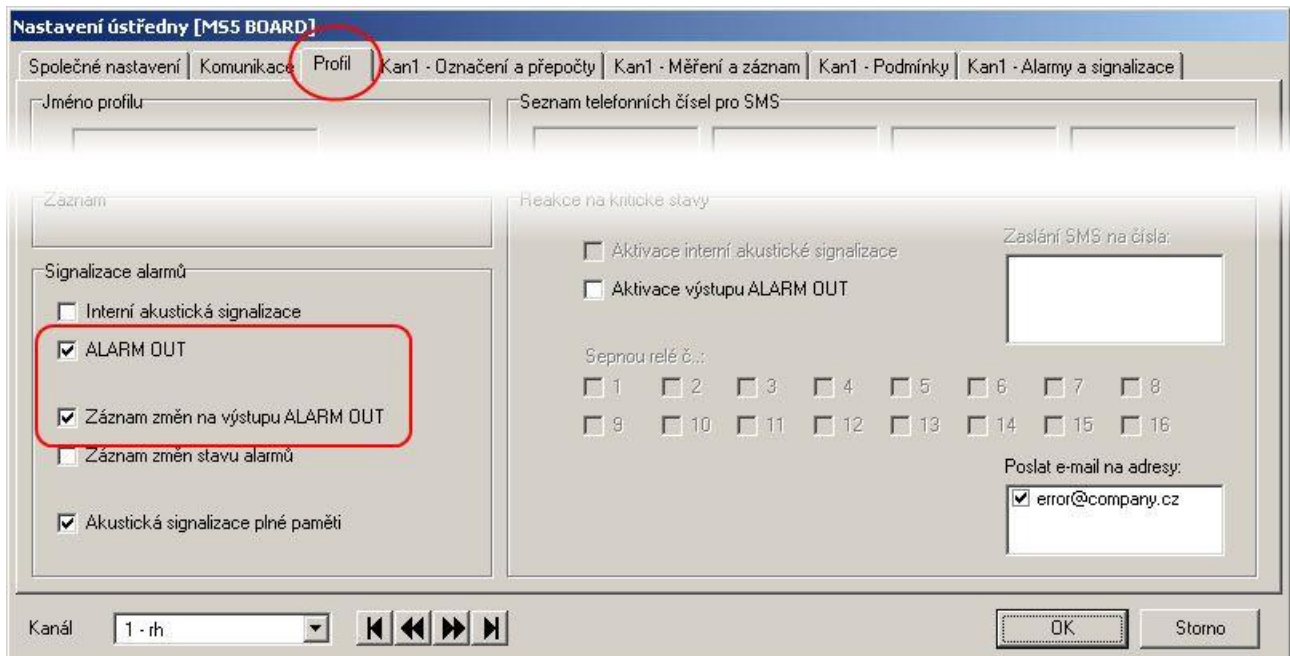 Nastavení ústředny [MS5 BOARD]
Společné nastavení Komunikace Profil Kan1 - Označení a přepočty Kan1 - Měření a záznam Kan1 - Podmínky Kan1 - Alarmy a signalizace
Jméno profilu
Seznam telefonních čísel pro SMS
Záznam
Signalizace alarmů
Interní akustická signalizace
ALARM OUT
Záznam změn na výstupu ALARM OUT
Záznam změn stavu alarmů
Akustická signalizace plné paměti
Reakce na kritické stavy
Aktivace interní akustické signalizace
Aktivace výstupu ALARM OUT
Zaslání SMS na čísla:
Sepnou relé č..:
1 2 3 4 5 6 7 8
9 10 11 12 13 14 15 16
Poslat e-mail na adresy:
error@company.cz
Kanál 1 - rh OK Storno